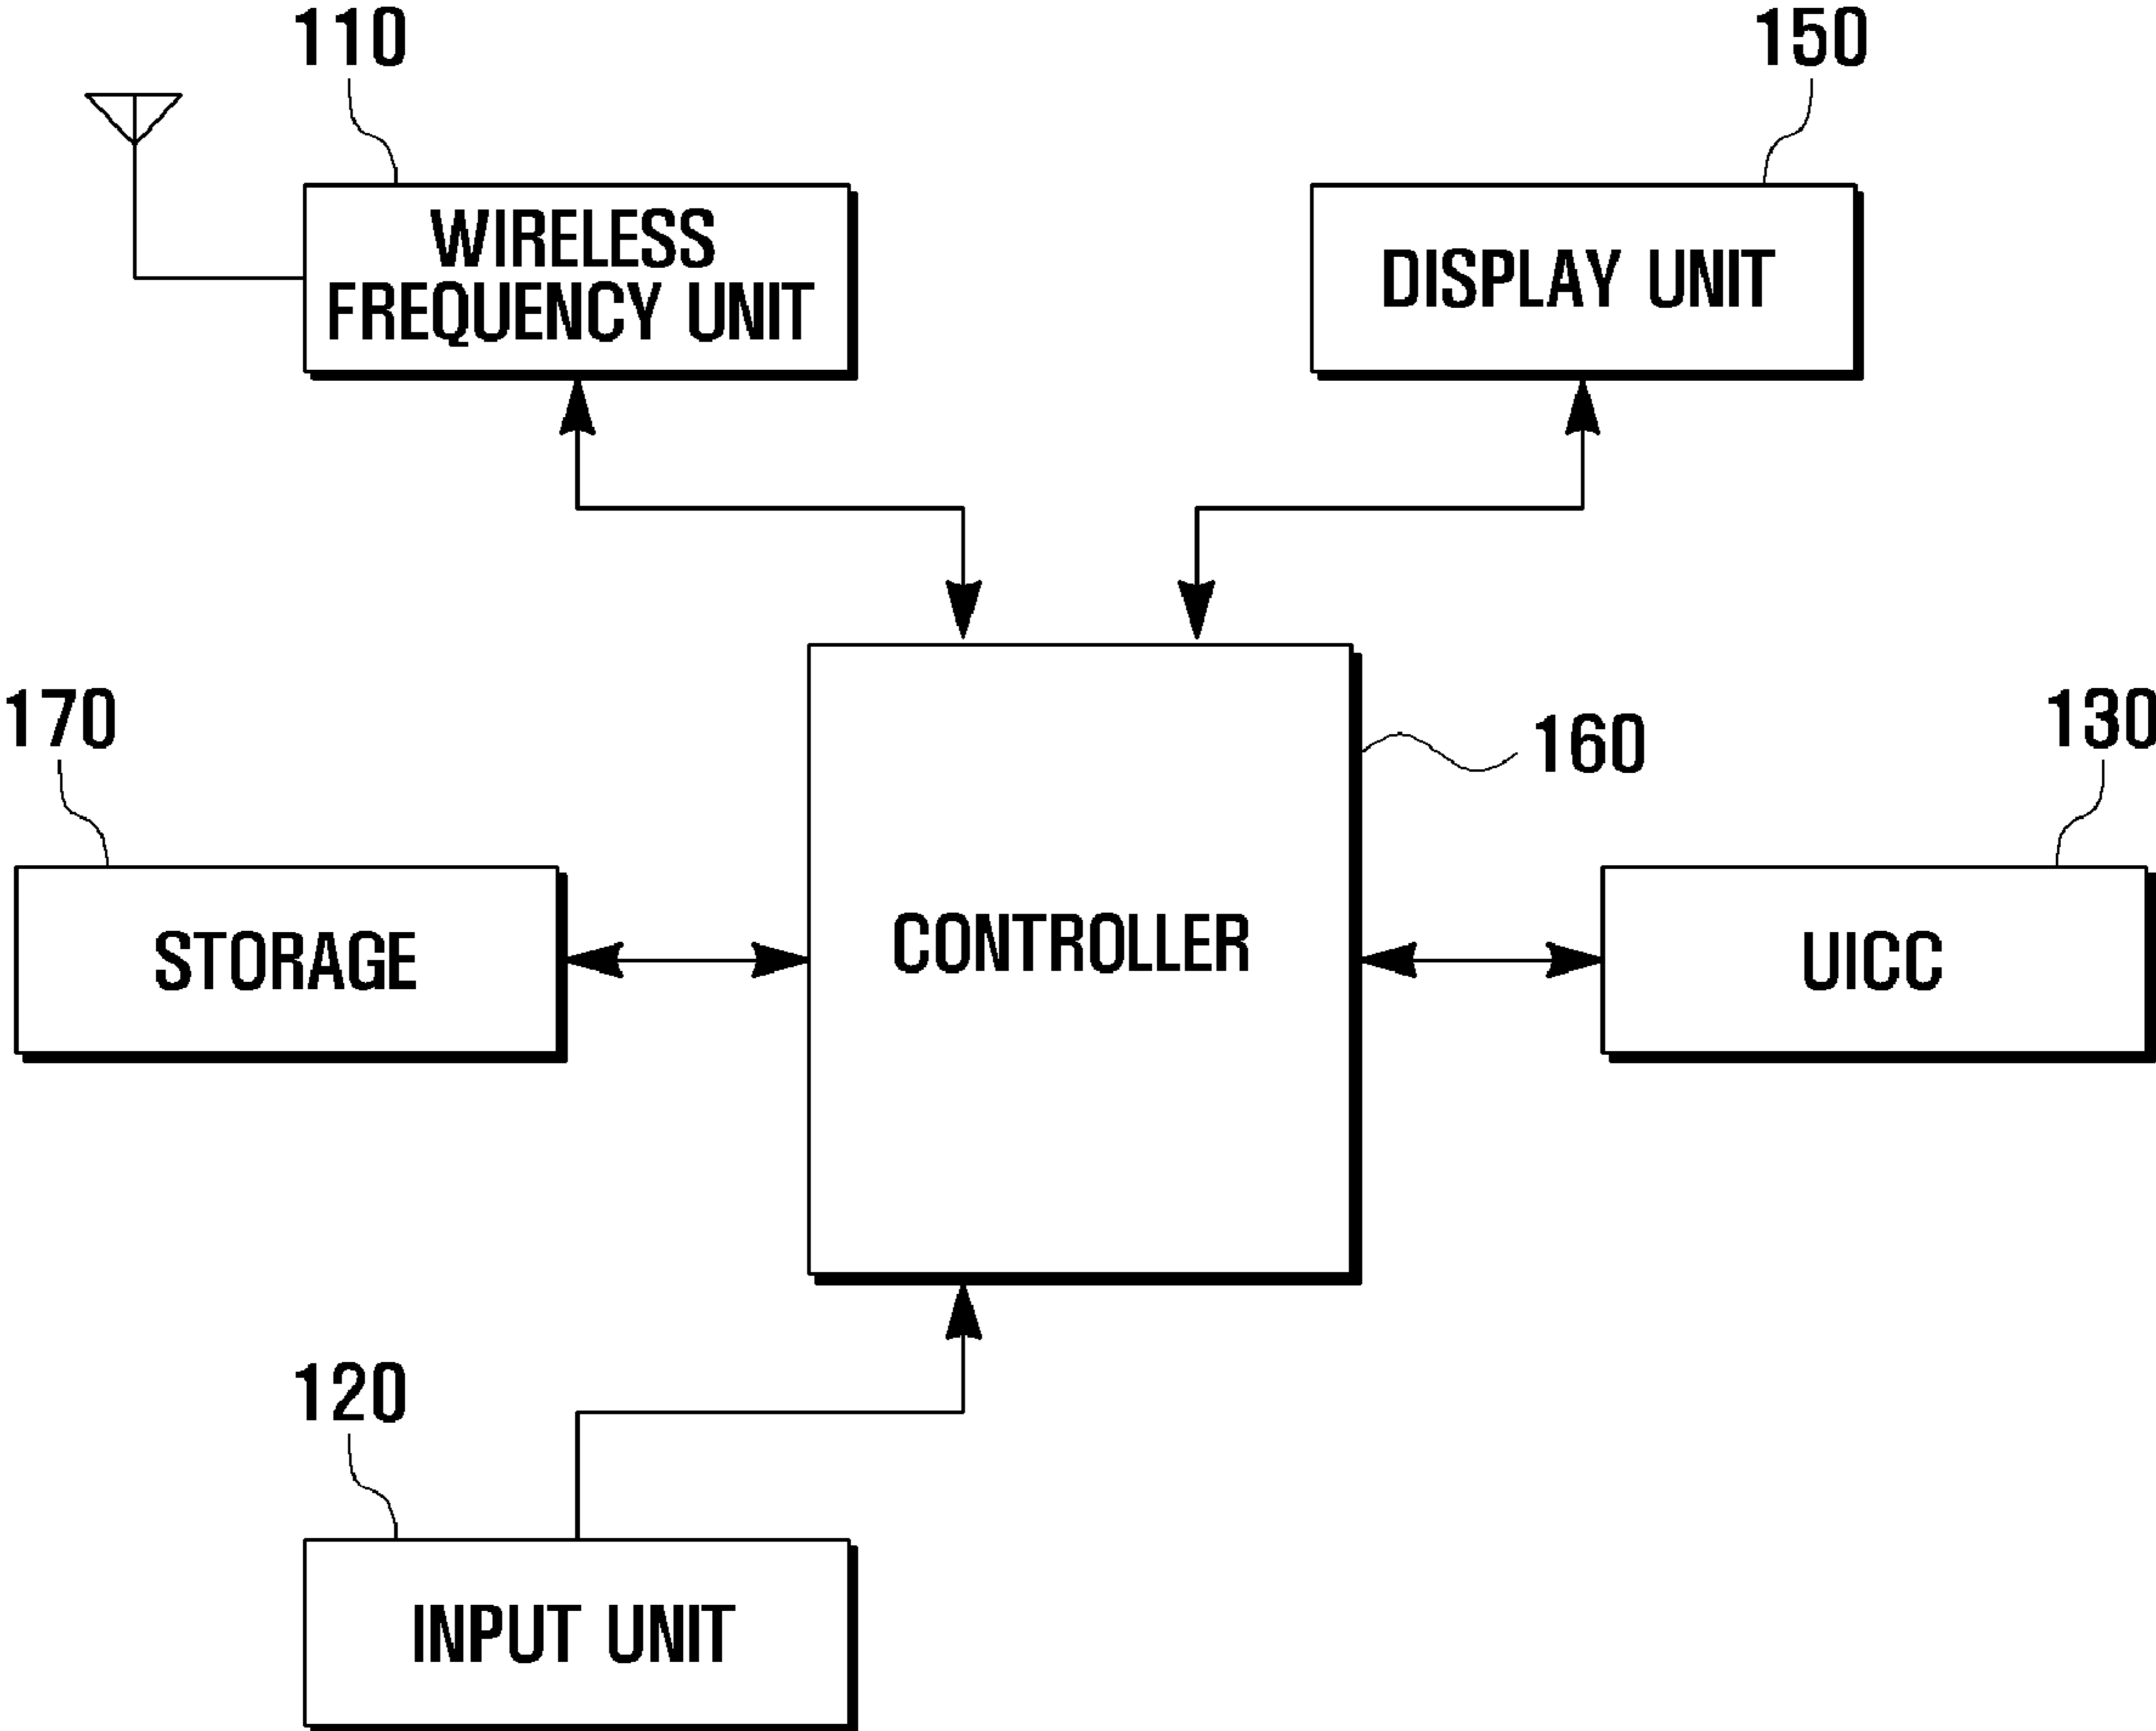 110
150
WIRELESS
FREQUENCY UNIT
DISPLAY UNIT
170
160
130
STORAGE
CONTROLLER
UICC
120
INPUT UNIT